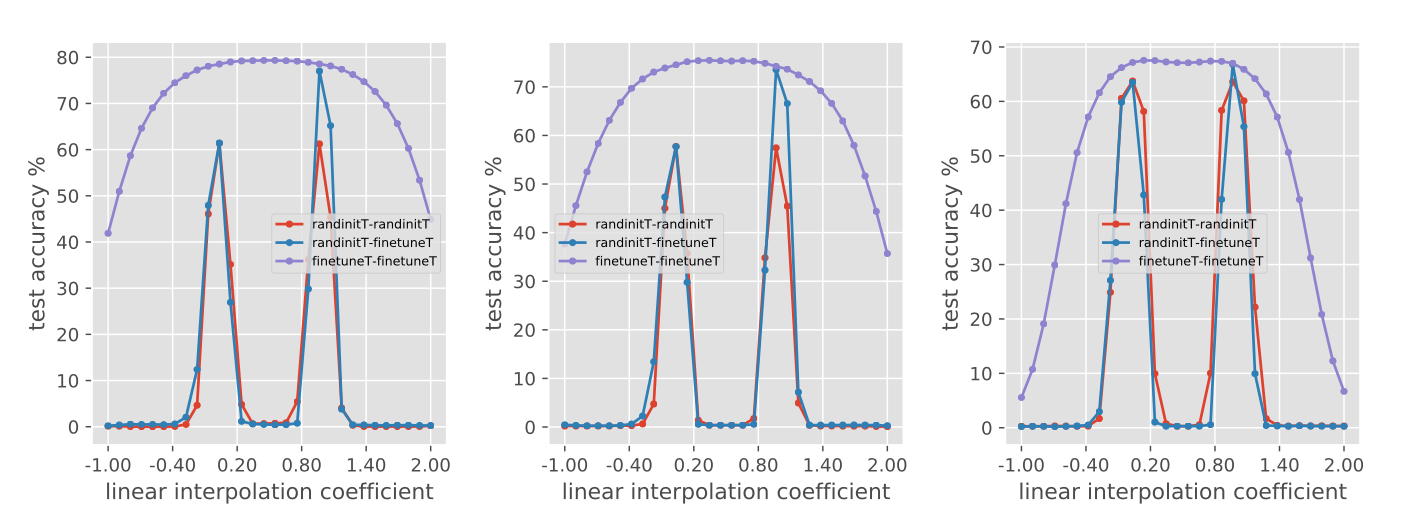 80
70
60
50
40
30
20
10
0
test accuracy %
randinitT-randinitT
randinitT-finetuneT
finetuneT-finetuneT
-1.00 -0.40 0.20 0.80 1.40 2.00
linear interpolation coefficient
70
60
50
40
30
20
10
0
test accuracy %
randinitT-randinitT
randinitT-finetuneT
finetuneT-finetuneT
-1.00 -0.40 0.20 0.80 1.40 2.00
linear interpolation coefficient
70
60
50
40
30
20
10
0
test accuracy %
randinitT-randinitT
randinitT-finetuneT
finetuneT-finetuneT
-1.00 -0.40 0.20 0.80 1.40 2.00
linear interpolation coefficient